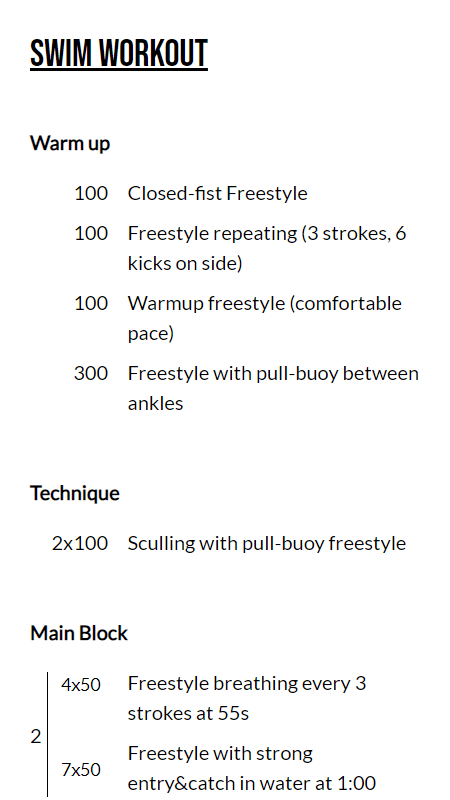 SWIM WORKOUT
Warm up
100 Closed-fist Freestyle
100 Freestyle repeating (3 strokes, 6
kicks on side)
100 Warmup freestyle (comfortable
pace)
300 Freestyle with pull-buoy between
ankles
Technique
2x100 Sculling with pull-buoy freestyle
Main Block
4x50 Freestyle breathing every 3
strokes at 55s
2
7x50 Freestyle with strong
entry&catch in water at 1:00